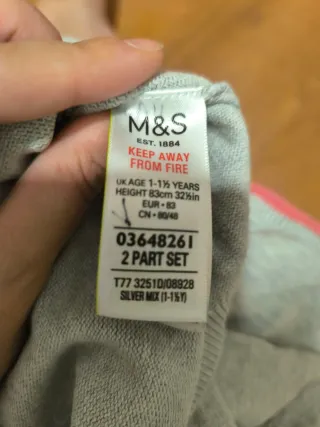 M&S
EST. 1884
KEEP AWAY
FROM FIRE
UK AGE 1-1½ YEARS
HEIGHT 83cm 32½in
EUR • 83
CN • 80/48
03648261
2 PART SET
T77 3251D/08928
SILVER MIX (1-1½Y)